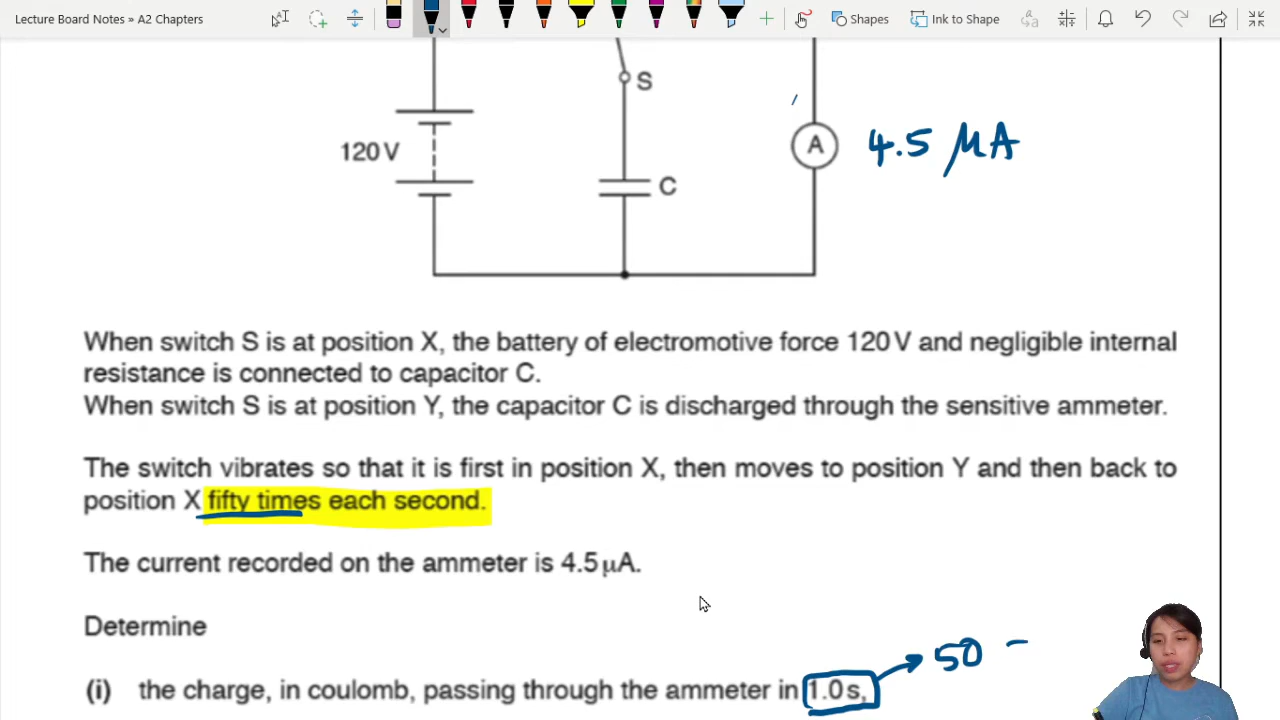 Lecture Board Notes » A2 Chapters
Shapes
Ink to Shape
S
120 V
A
4.5 μA
C
When switch S is at position X, the battery of electromotive force 120 V and negligible internal
resistance is connected to capacitor C.
When switch S is at position Y, the capacitor C is discharged through the sensitive ammeter.
The switch vibrates so that it is first in position X, then moves to position Y and then back to
position X fifty times each second.
The current recorded on the ammeter is 4.5 μA.
Determine
(i) the charge, in coulomb, passing through the ammeter in 1.0 s,
50